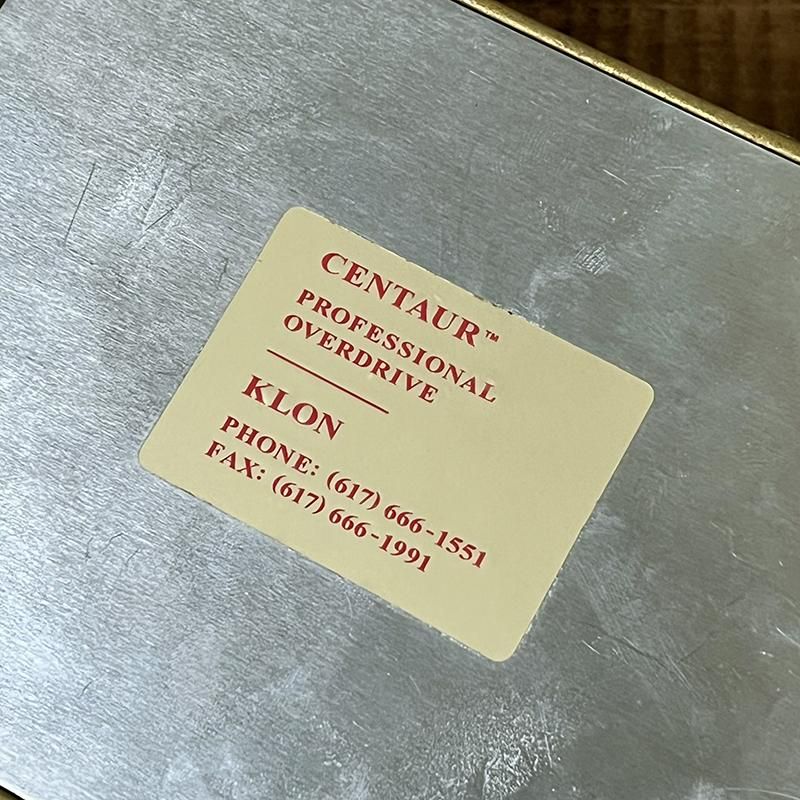 CENTAUR™
PROFESSIONAL
OVERDRIVE
KLON
PHONE: (617) 666-1551
FAX: (617) 666-1991